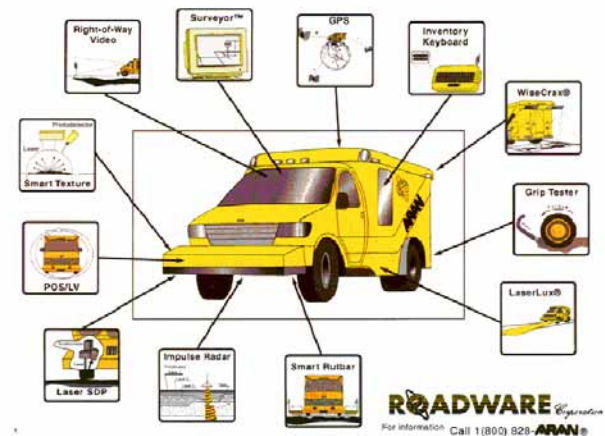 Right-of-Way
Video
Surveyor™
GPS
Inventory
Keyboard
WiseCrax®
Photodetector
Laser
Smart Texture
Grip Tester
ARAN
POS/LV
LaserLux®
Laser SDP
Impulse Radar
Smart Rutbar
ROADWARE Corporation
For information Call 1(800) 828-ARAN®